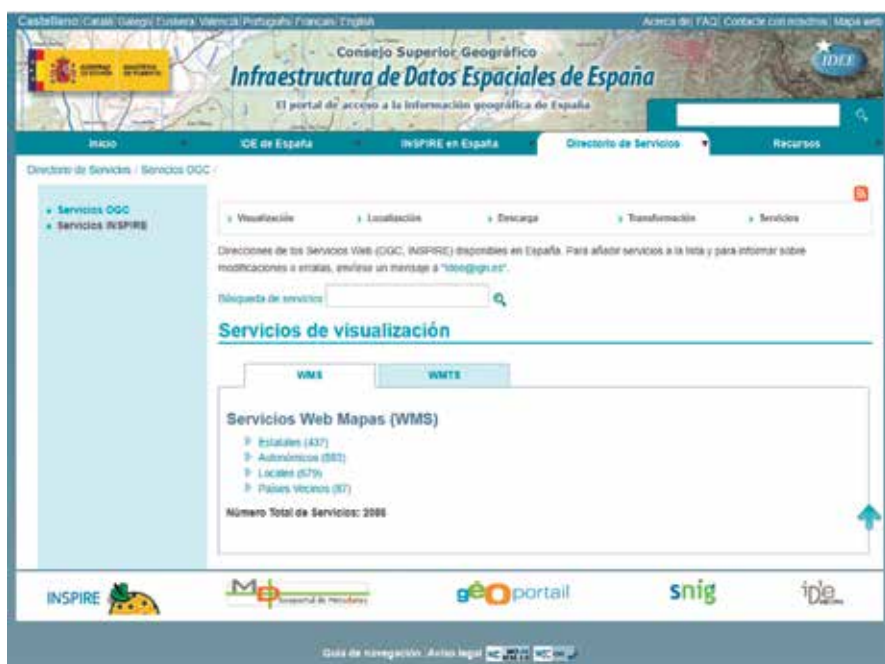 Castellano| Català| Galego| Euskera| Valencià| Português| Français| English
Acerca de| FAQ| Contacte con nosotros| Mapa web
Consejo Superior Geográfico
Infraestructura de Datos Espaciales de España
El portal de acceso a la información geográfica de España
IDEE
Inicio
IDE de España
INSPIRE en España
Directorio de Servicios
Recursos
Directorio de Servicios / Servicios OGC /
Servicios OGC
Servicios INSPIRE
Visualización
Localización
Descarga
Transformación
Servicios
Direcciones de los Servicios Web (OGC, INSPIRE) disponibles en España. Para añadir servicios a la lista y para informar sobre
modificaciones o erratas, envíese un mensaje a "idee@ign.es".
Búsqueda de servicios
Servicios de visualización
WMS
WMTS
Servicios Web Mapas (WMS)
Estatales (437)
Autonómicos (883)
Locales (679)
Países Vecinos (87)
Número Total de Servicios: 2086
INSPIRE
géoportail
snig
Guía de navegación
Aviso legal